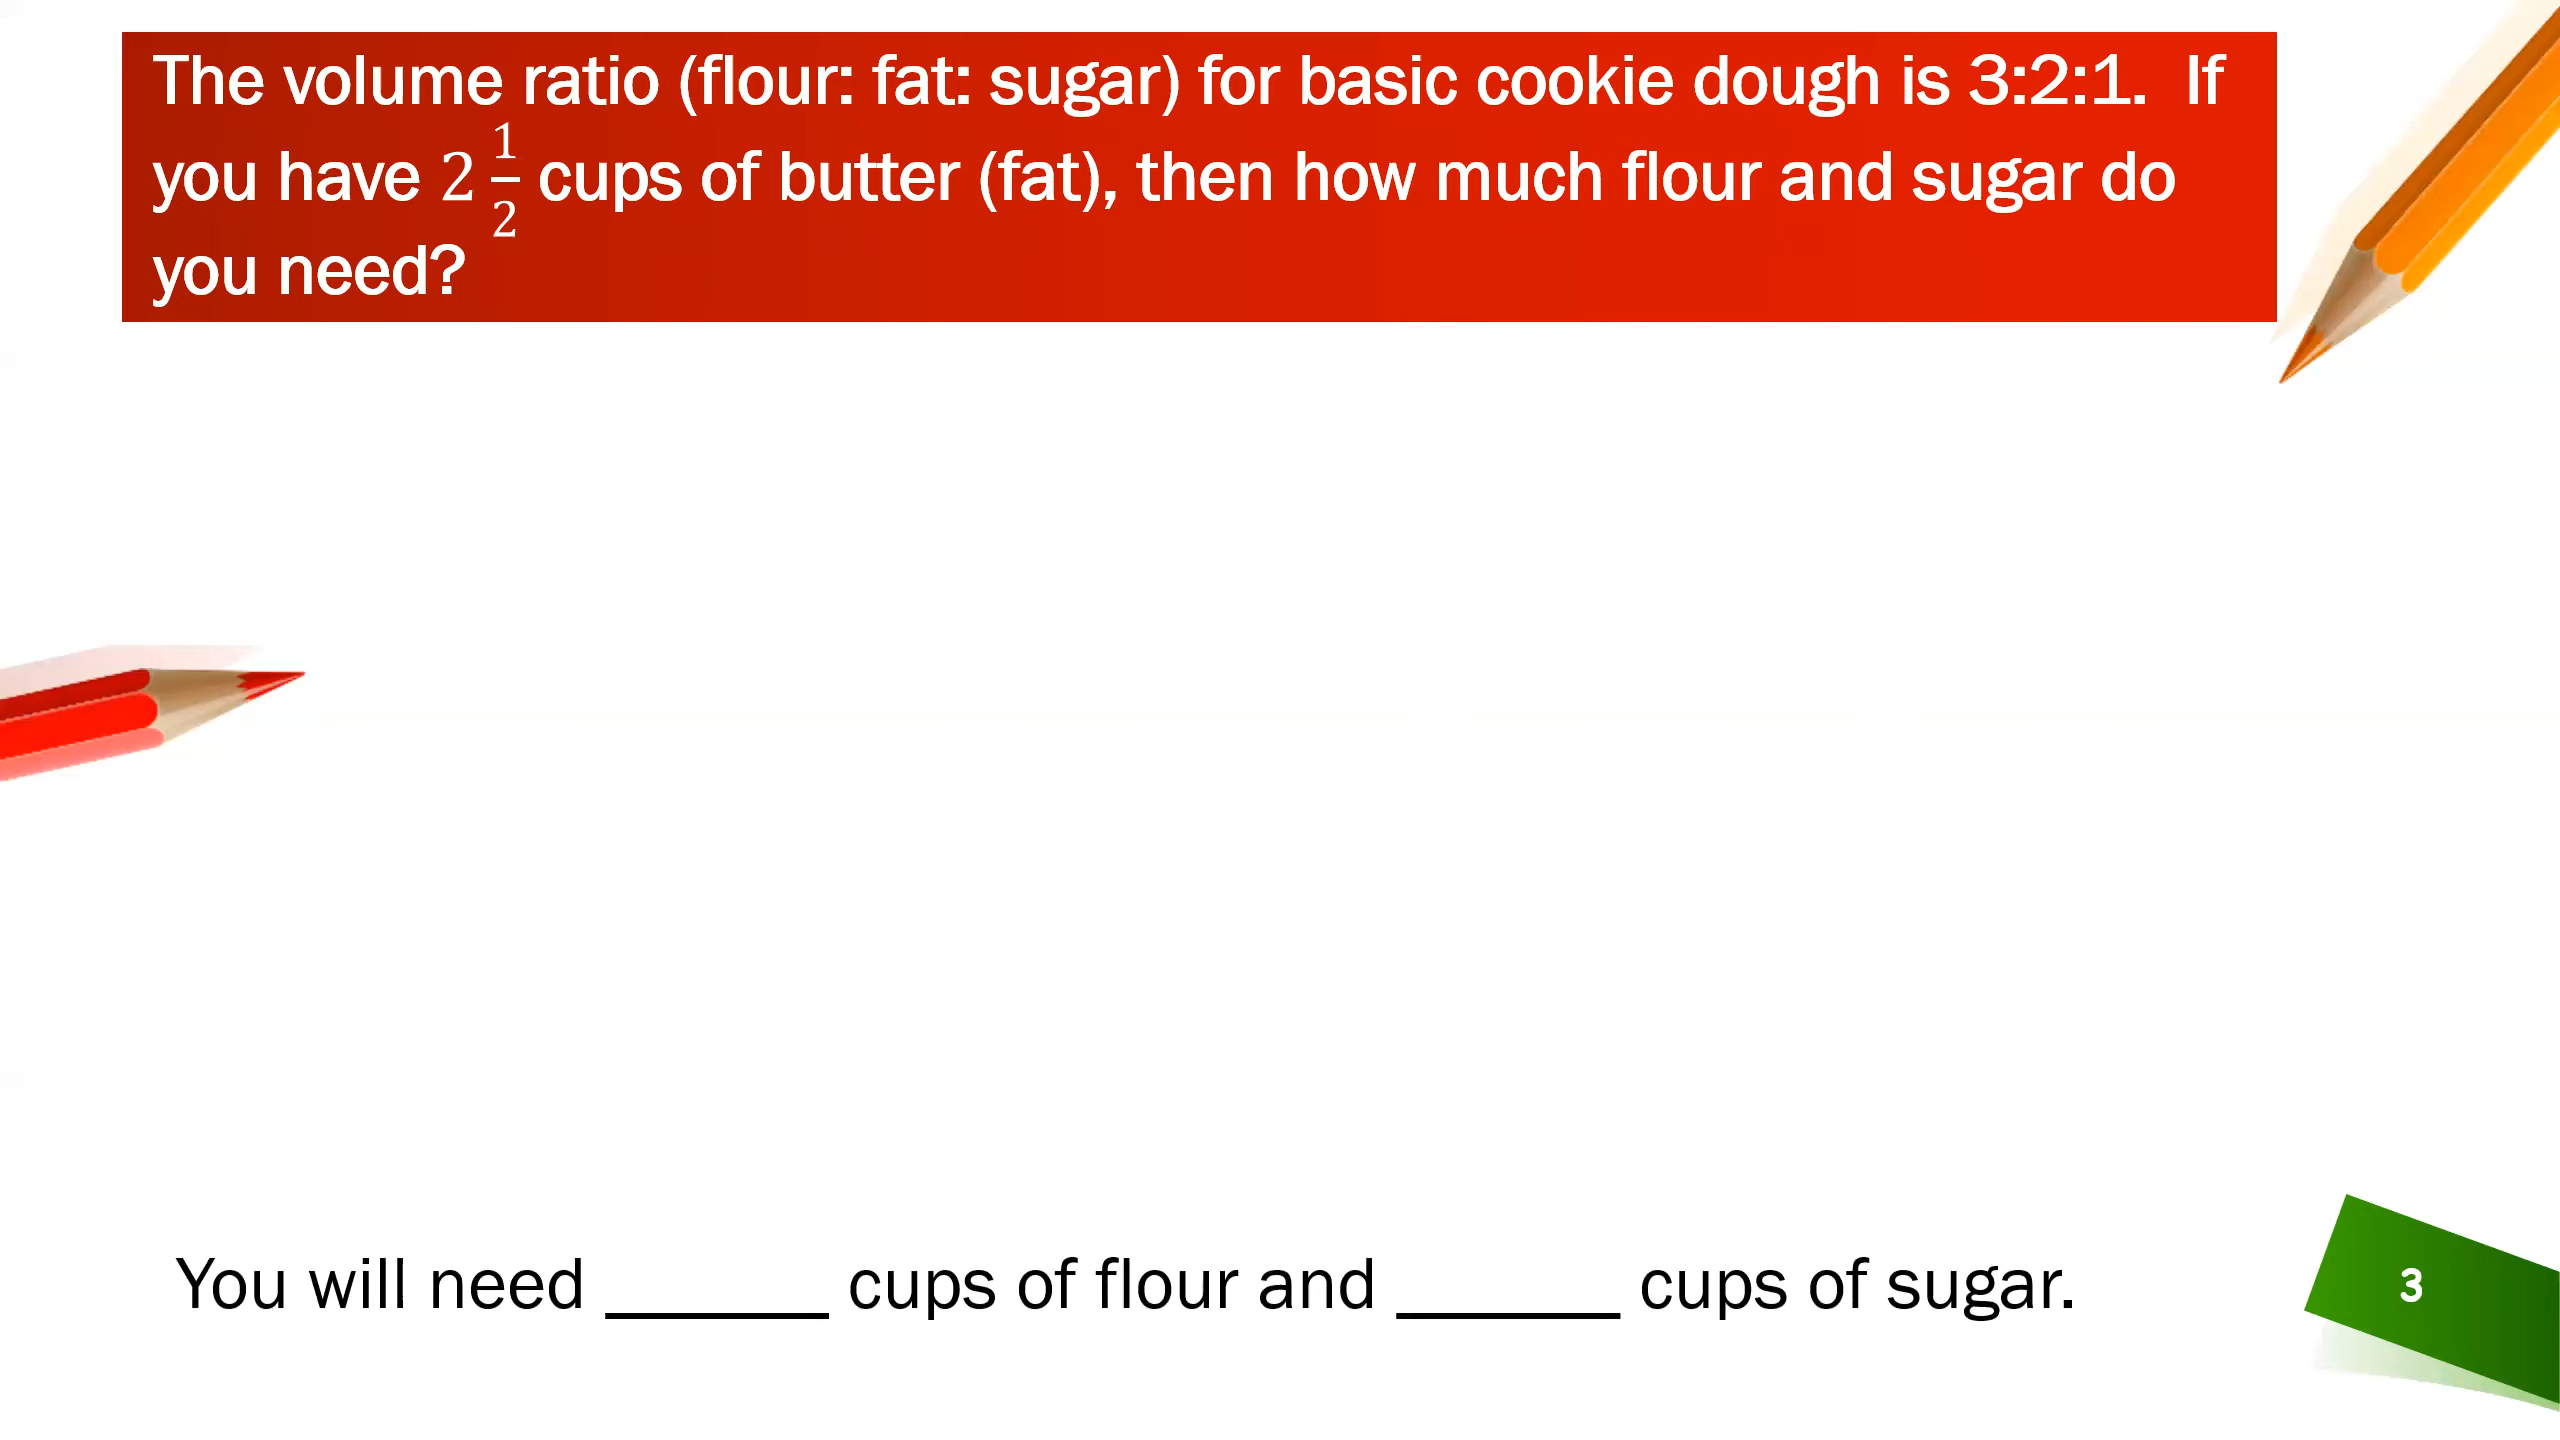 The volume ratio (flour: fat: sugar) for basic cookie dough is 3:2:1. If
you have 2 1/2 cups of butter (fat), then how much flour and sugar do
you need?
You will need ______ cups of flour and ______ cups of sugar.
3